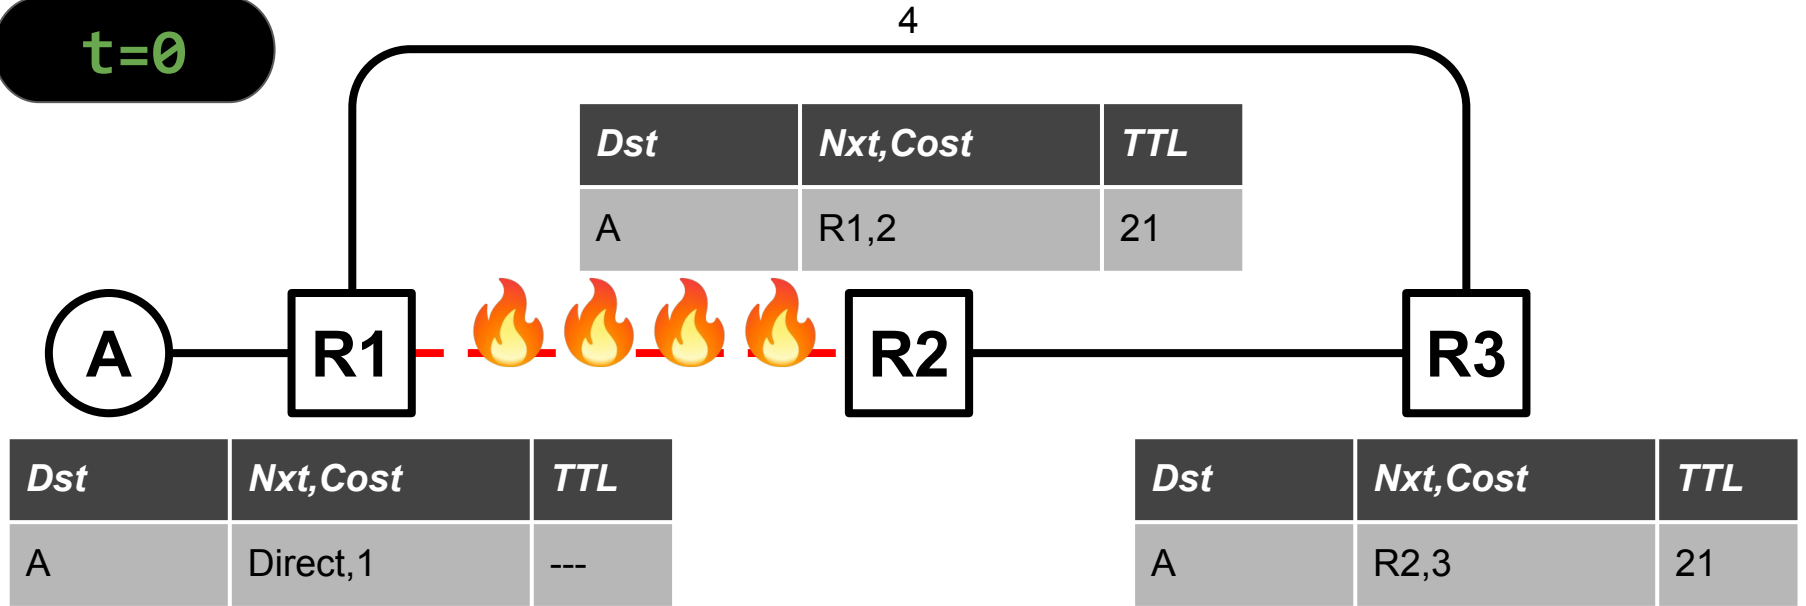 t=0
4
Dst Nxt,Cost TTL
A R1,2 21
A R1 R2 R3
Dst Nxt,Cost TTL
A Direct,1 ---
Dst Nxt,Cost TTL
A R2,3 21